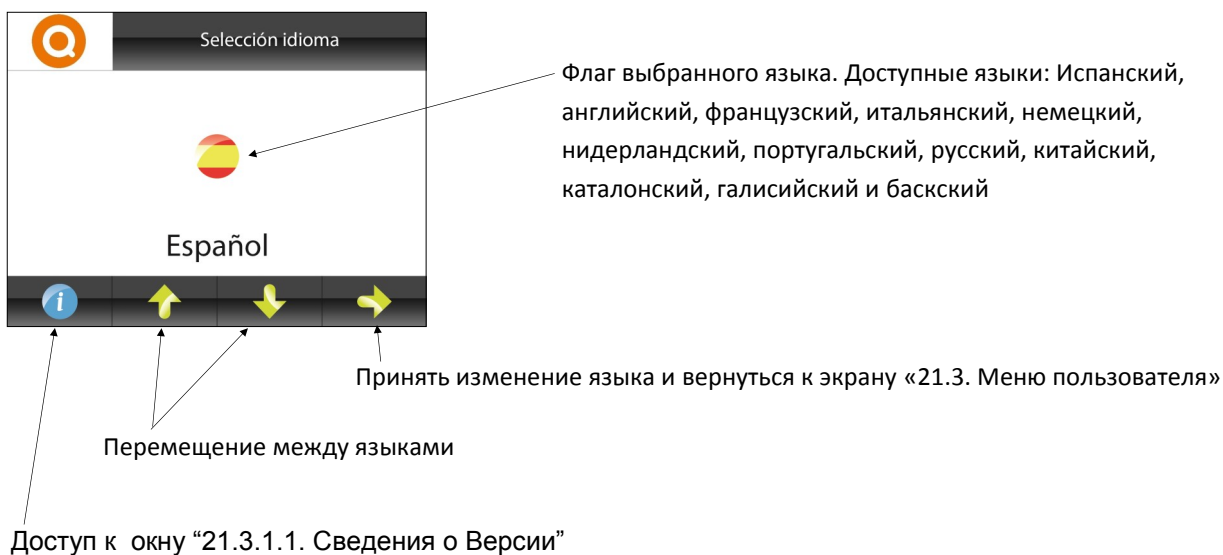 Selección idioma
Флаг выбранного языка. Доступные языки: Испанский,
английский, французский, итальянский, немецкий,
нидерландский, португальский, русский, китайский,
каталонский, галисийский и баскский
Español
i
Принять изменение языка и вернуться к экрану «21.3. Меню пользователя»
Перемещение между языками
Доступ к  окну “21.3.1.1. Сведения о Версии”